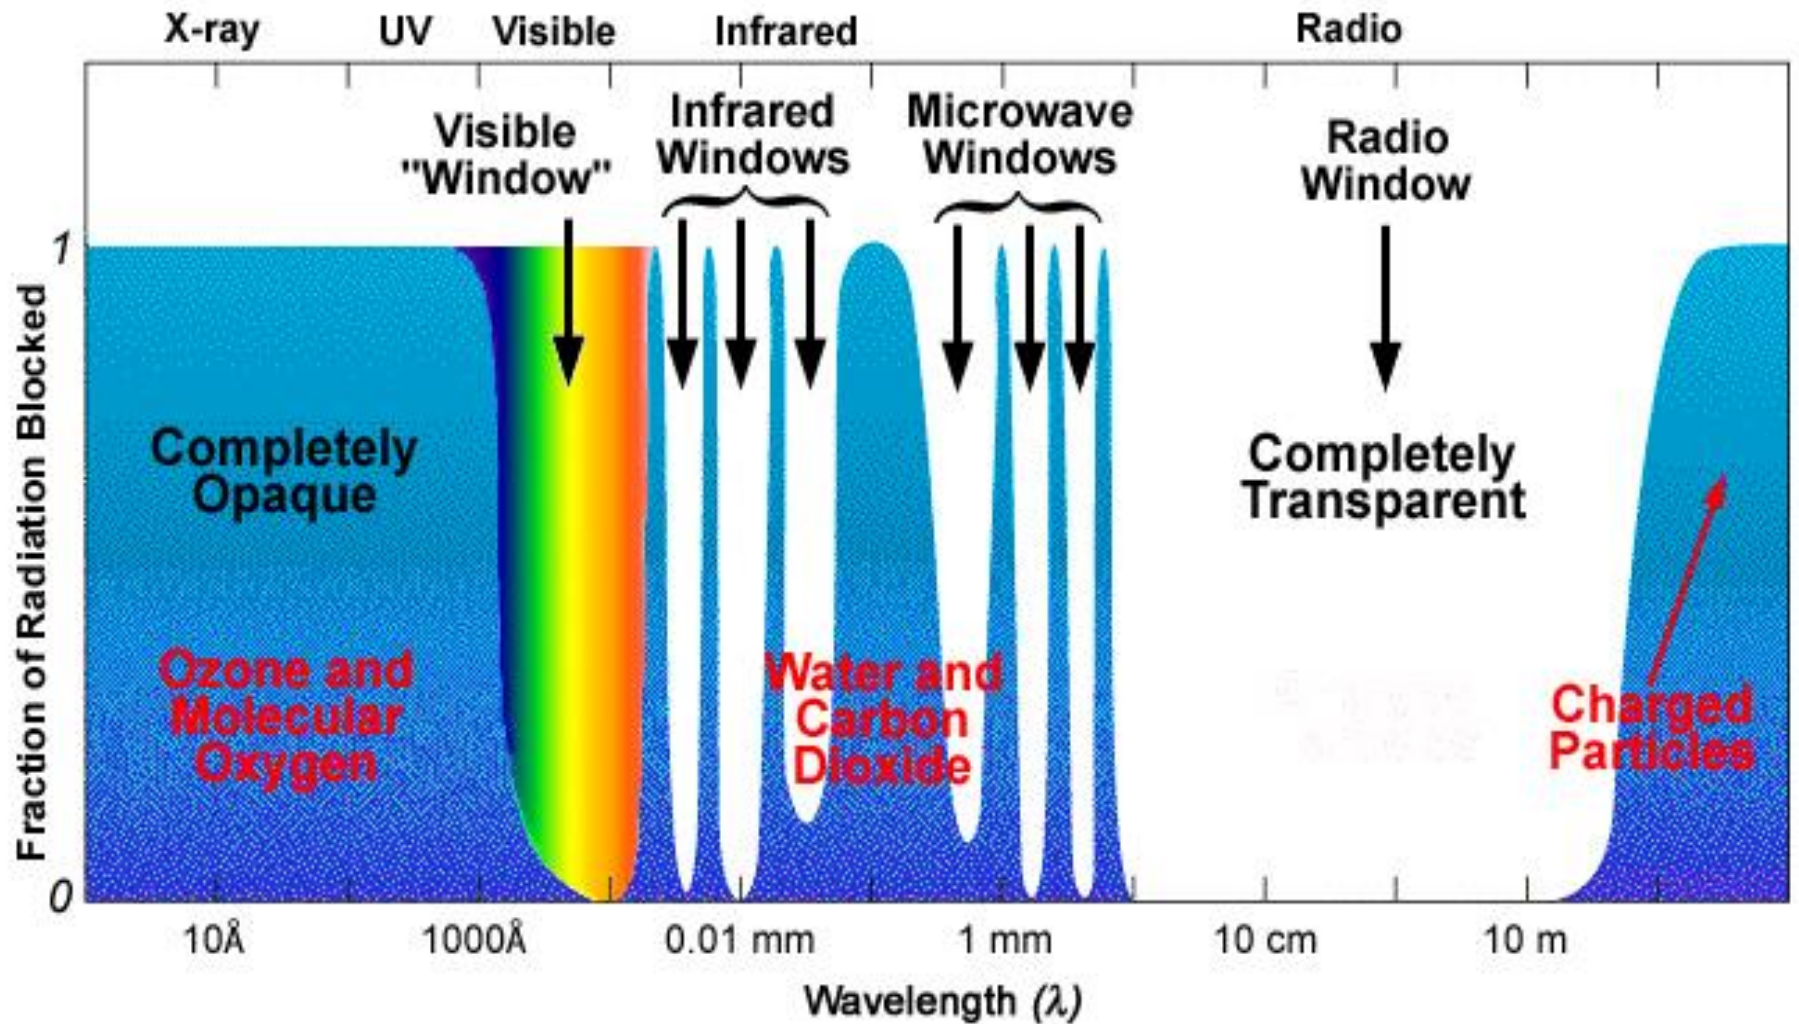 X-ray UV Visible Infrared Radio
Visible
"Window"
Infrared
Windows
Microwave
Windows
Radio
Window
1
0
Fraction of Radiation Blocked
Completely
Opaque
Completely
Transparent
Ozone and
Molecular
Oxygen
Water and
Carbon
Dioxide
Charged
Particles
10Å 1000Å 0.01 mm 1 mm 10 cm 10 m
Wavelength (λ)